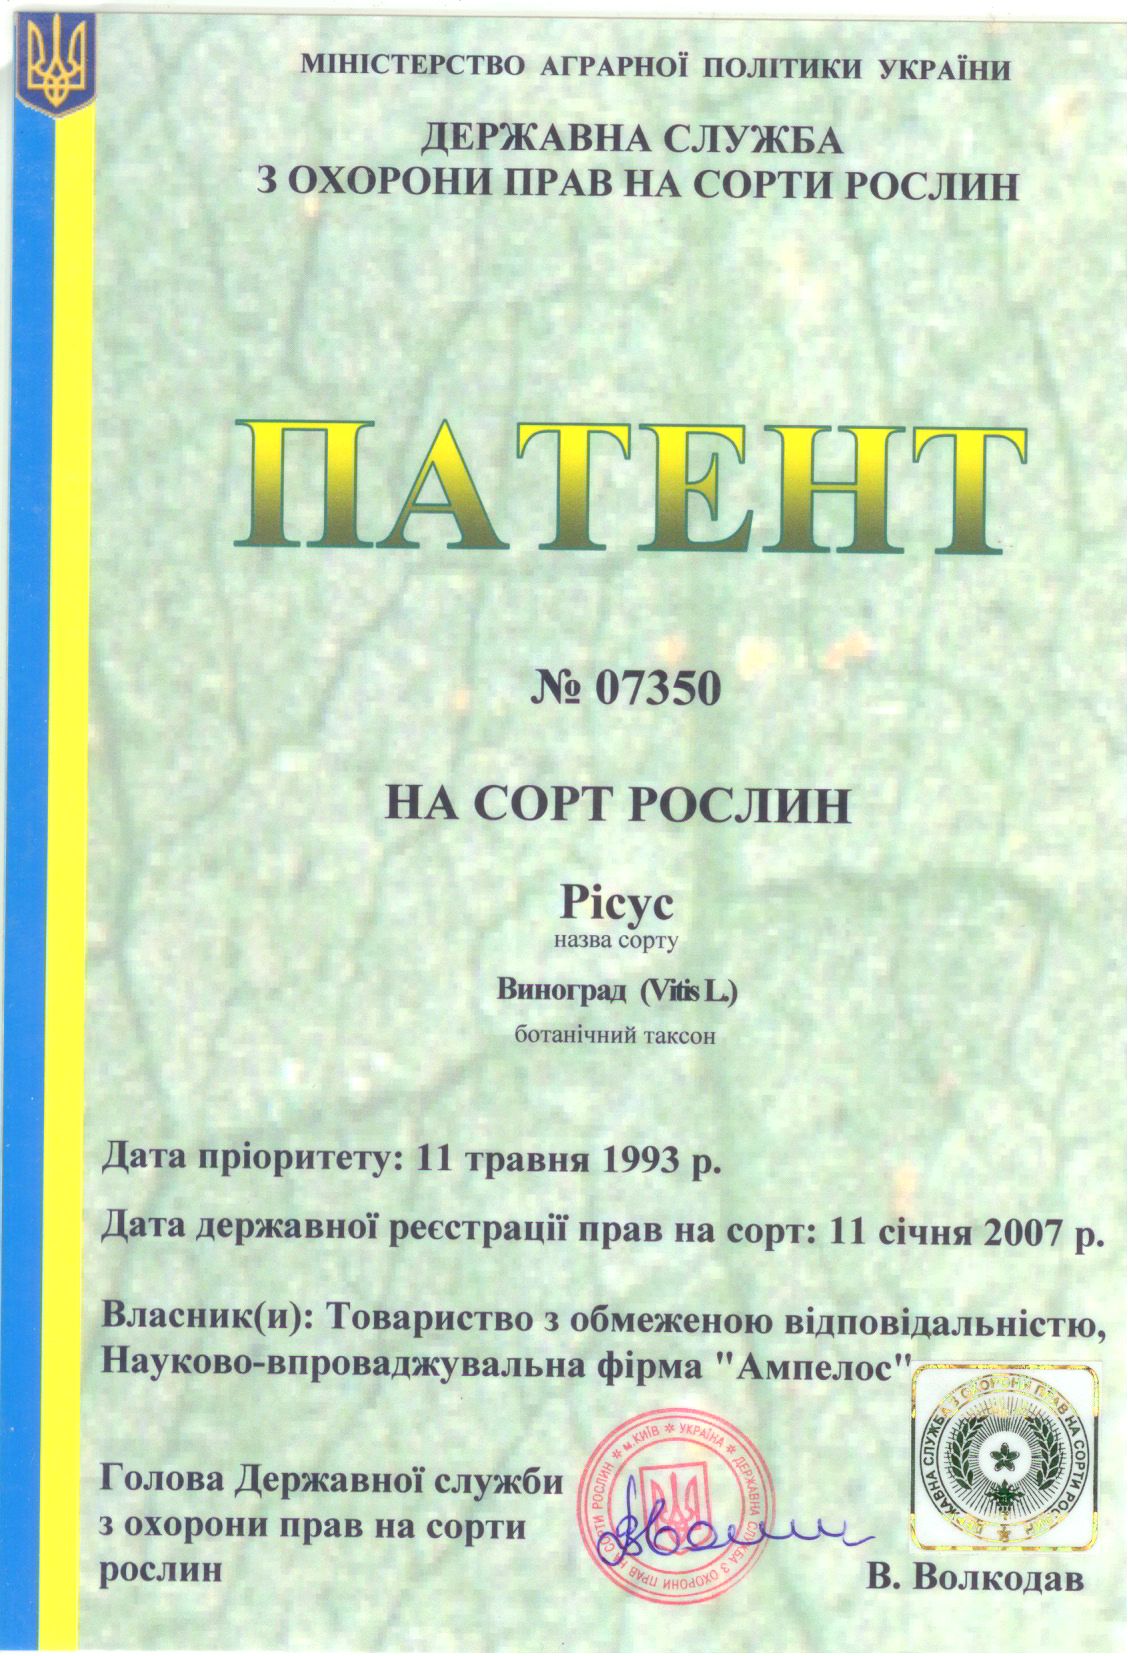 МІНІСТЕРСТВО АГРАРНОЇ ПОЛІТИКИ УКРАЇНИ
ДЕРЖАВНА СЛУЖБА
З ОХОРОНИ ПРАВ НА СОРТИ РОСЛИН
ПАТЕНТ
№ 07350
НА СОРТ РОСЛИН
Рісус
назва сорту
Виноград (Vitis L.)
ботанічний таксон
Дата пріоритету: 11 травня 1993 р.
Дата державної реєстрації прав на сорт: 11 січня 2007 р.
Власник(и): Товариство з обмеженою відповідальністю,
Науково-впроваджувальна фірма "Ампелос"
Голова Державної служби
з охорони прав на сорти
рослин
УКРАЇНА * ДЕРЖАВНА СЛУЖБА З ОХОРОНИ ПРАВ НА СОРТИ РОСЛИН * м.КИЇВ *
ДЕРЖАВНА СЛУЖБА З ОХОРОНИ ПРАВ НА СОРТИ РОСЛИН
В. Волкодав